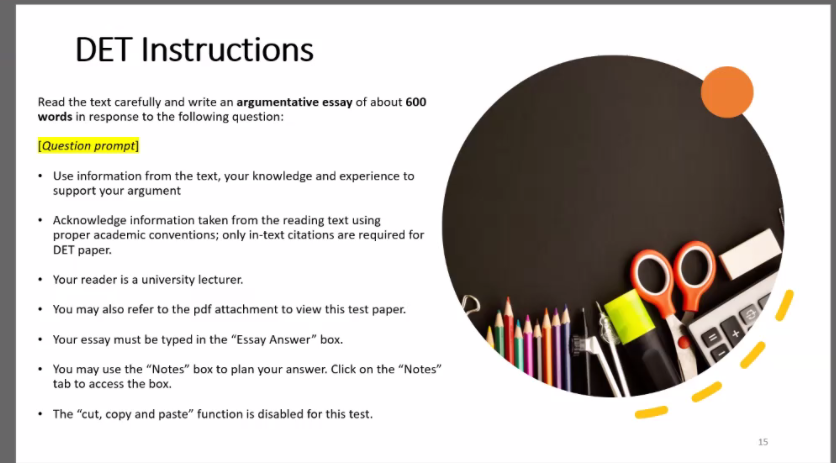 DET Instructions
Read the text carefully and write an argumentative essay of about 600
words in response to the following question:
[Question prompt]
• Use information from the text, your knowledge and experience to
support your argument
• Acknowledge information taken from the reading text using
proper academic conventions; only in-text citations are required for
DET paper.
• Your reader is a university lecturer.
• You may also refer to the pdf attachment to view this test paper.
• Your essay must be typed in the “Essay Answer” box.
• You may use the “Notes” box to plan your answer. Click on the “Notes”
tab to access the box.
• The “cut, copy and paste” function is disabled for this test.
15